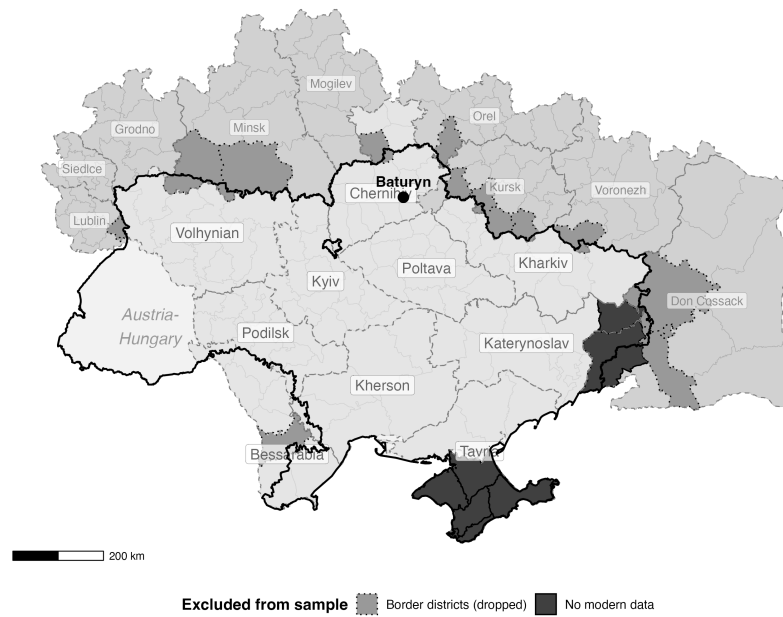 Mogilev
Orel
Grodno
Minsk
Siedlce
Baturyn
Kursk
Voronezh
Chernihiv
Lublin
Volhynian
Poltava
Kharkiv
Kyiv
Don Cossack
Austria-
Hungary
Podilsk
Katerynoslav
Kherson
Bessarabia
200 km
Excluded from sample Border districts (dropped) No modern data